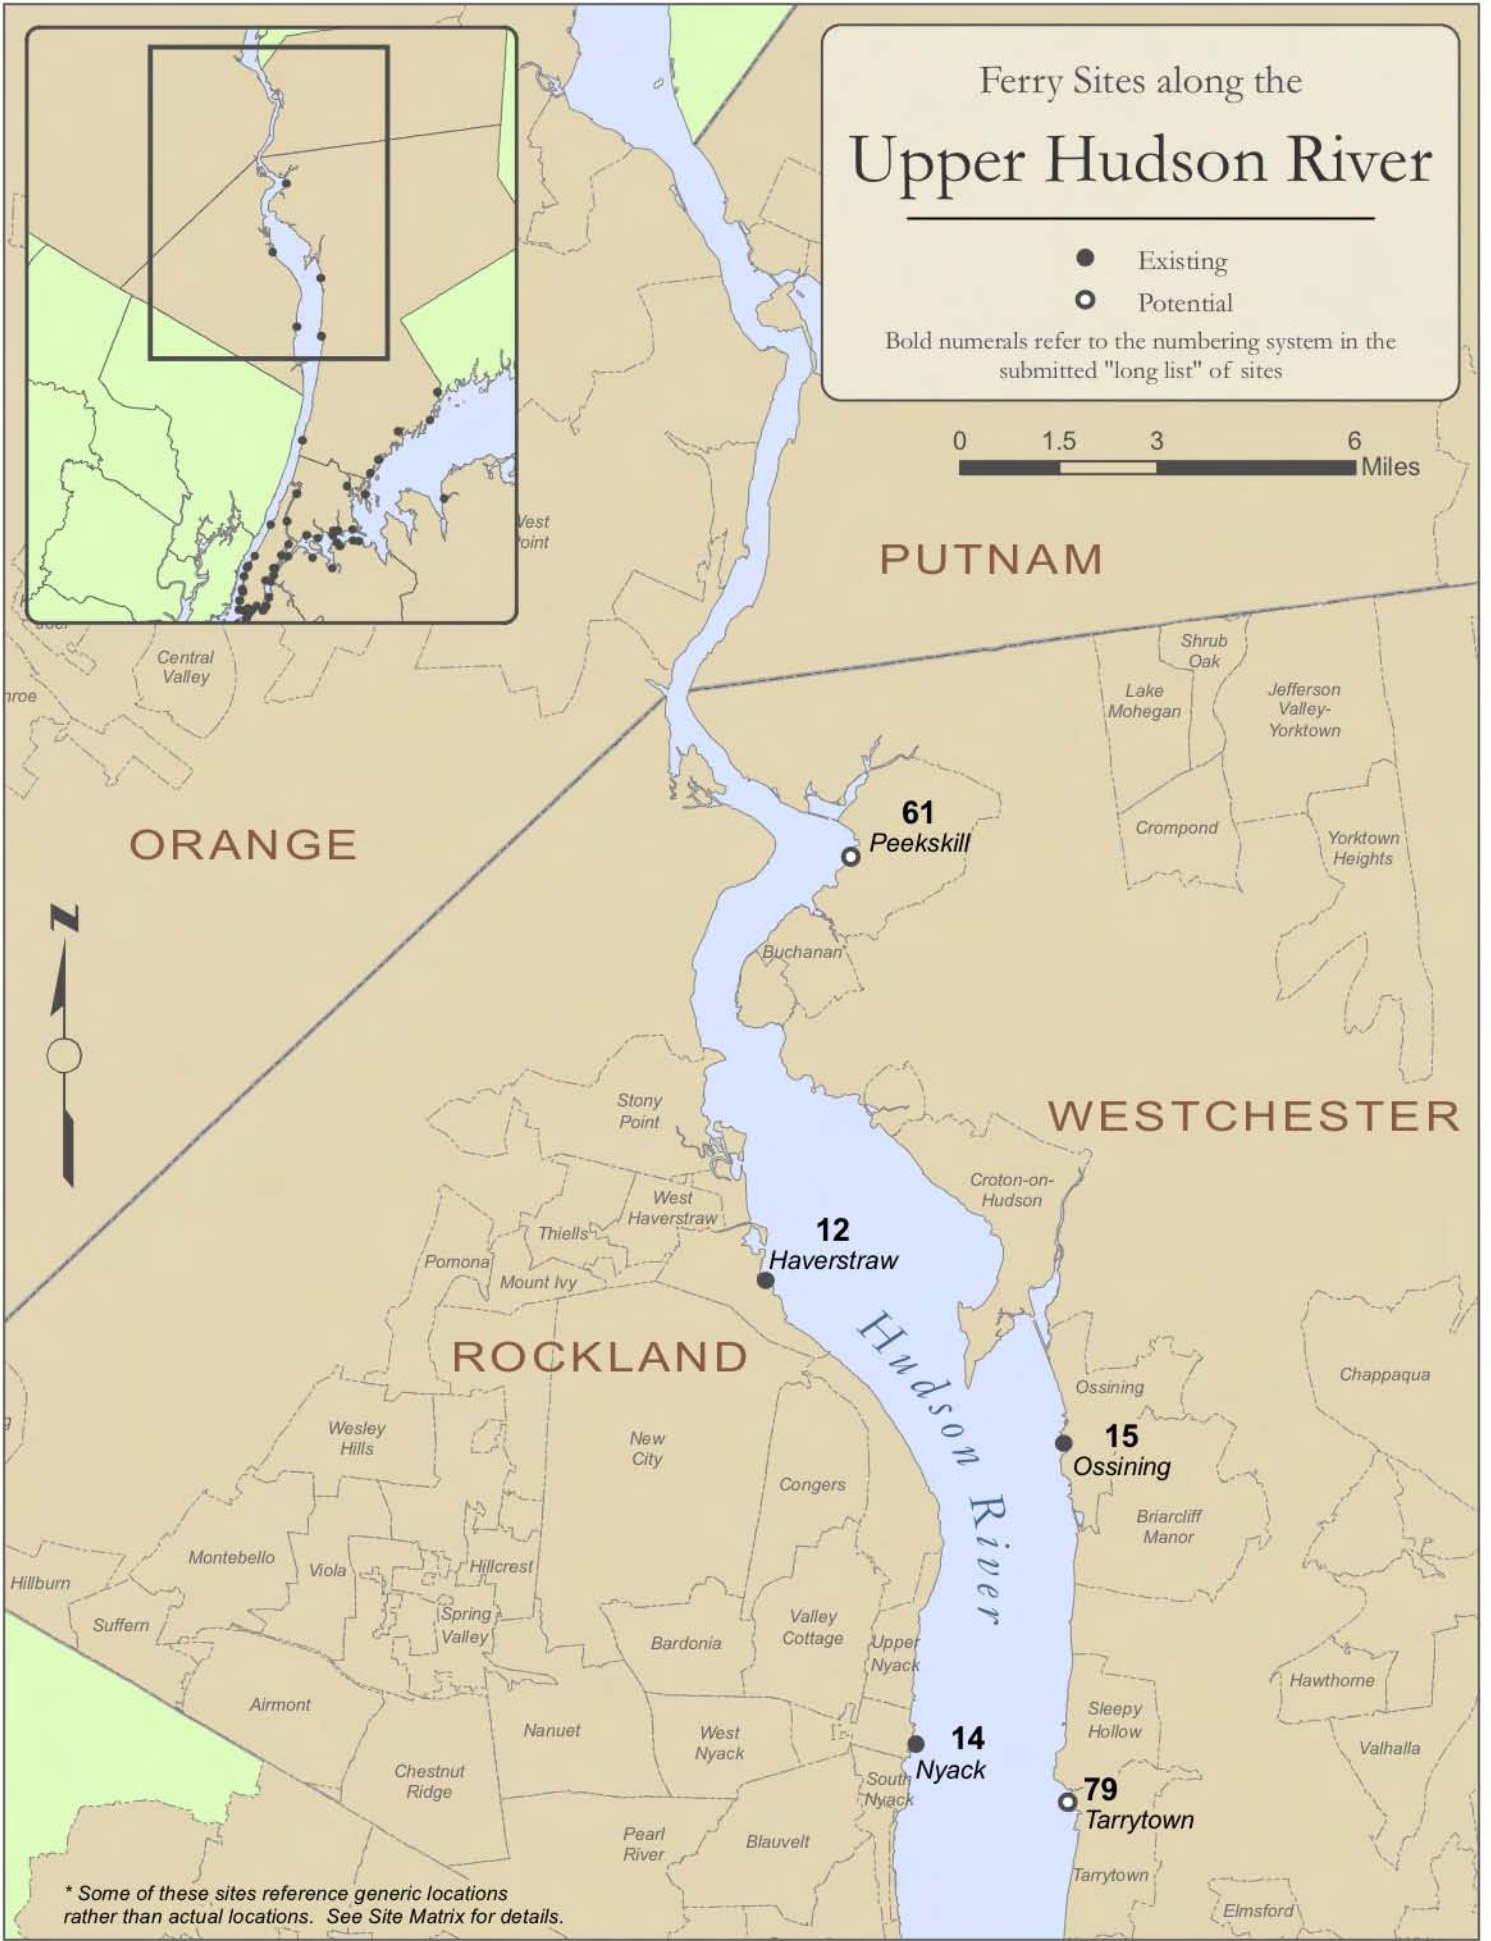 Ferry Sites along the
Upper Hudson River
Existing
Potential
Bold numerals refer to the numbering system in the
submitted "long list" of sites
0 1.5 3 6
Miles
PUTNAM
Central
Valley
Shrub
Oak
Lake
Mohegan
Jefferson
Valley-
Yorktown
ORANGE
61
Peekskill
Crompond
Yorktown
Heights
N
Buchanan
Stony
Point
WESTCHESTER
Croton-on-
Hudson
West
Haverstraw
Thiells
12
Haverstraw
Pomona
Mount Ivy
Hudson River
ROCKLAND
Ossining
Chappaqua
Wesley
Hills
New
City
15
Ossining
Congers
Briarcliff
Manor
Montebello
Viola
Hillcrest
Hillburn
Suffern
Spring
Valley
Bardonia
Valley
Cottage
Upper
Nyack
Hawthorne
Airmont
Nanuet
West
Nyack
Sleepy
Hollow
14
Nyack
Valhalla
Chestnut
Ridge
South
Nyack
79
Tarrytown
Pearl
River
Blauvelt
Tarrytown
Elmsford
* Some of these sites reference generic locations
rather than actual locations. See Site Matrix for details.